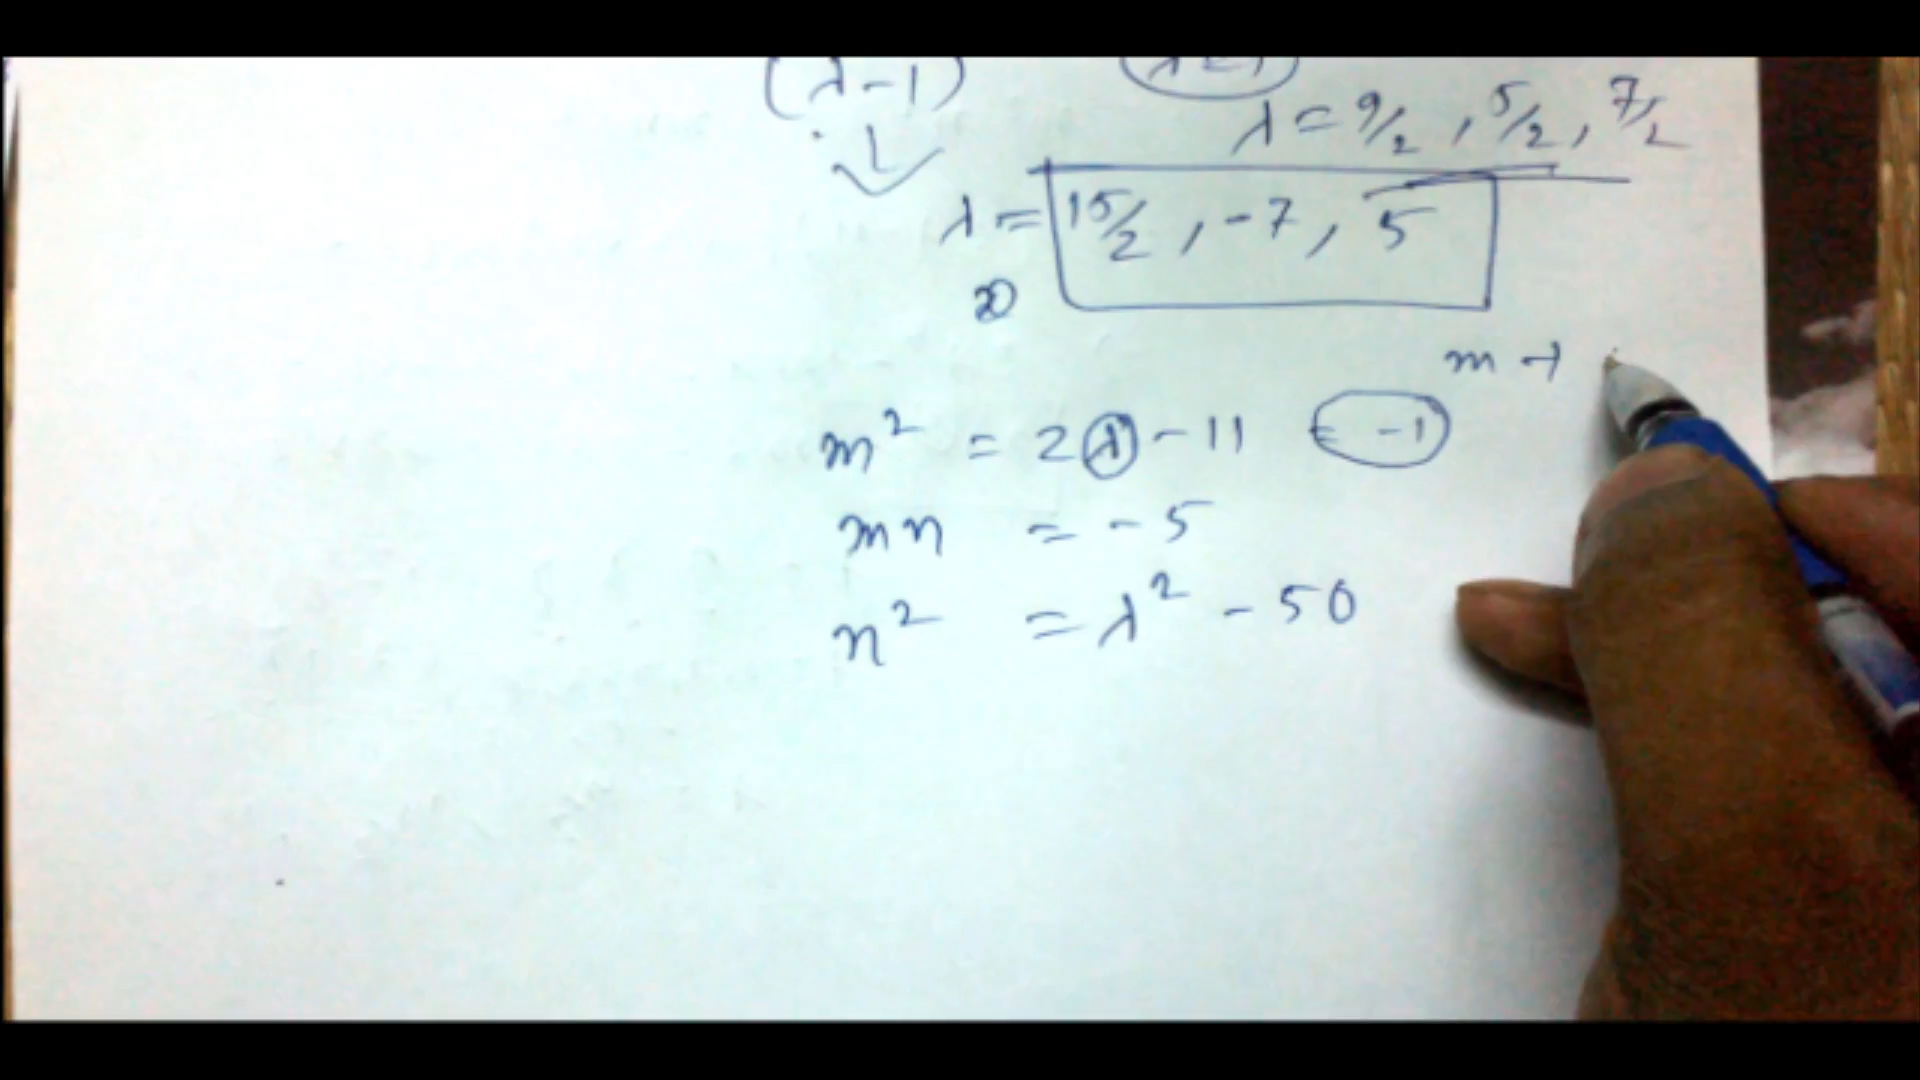 (λ-1)
λ = 9/2, 5/2, 7/2
λ = 15/2, -7, 5
m →
m² = 2λ - 11 = -1
mn = -5
n² = λ² - 50